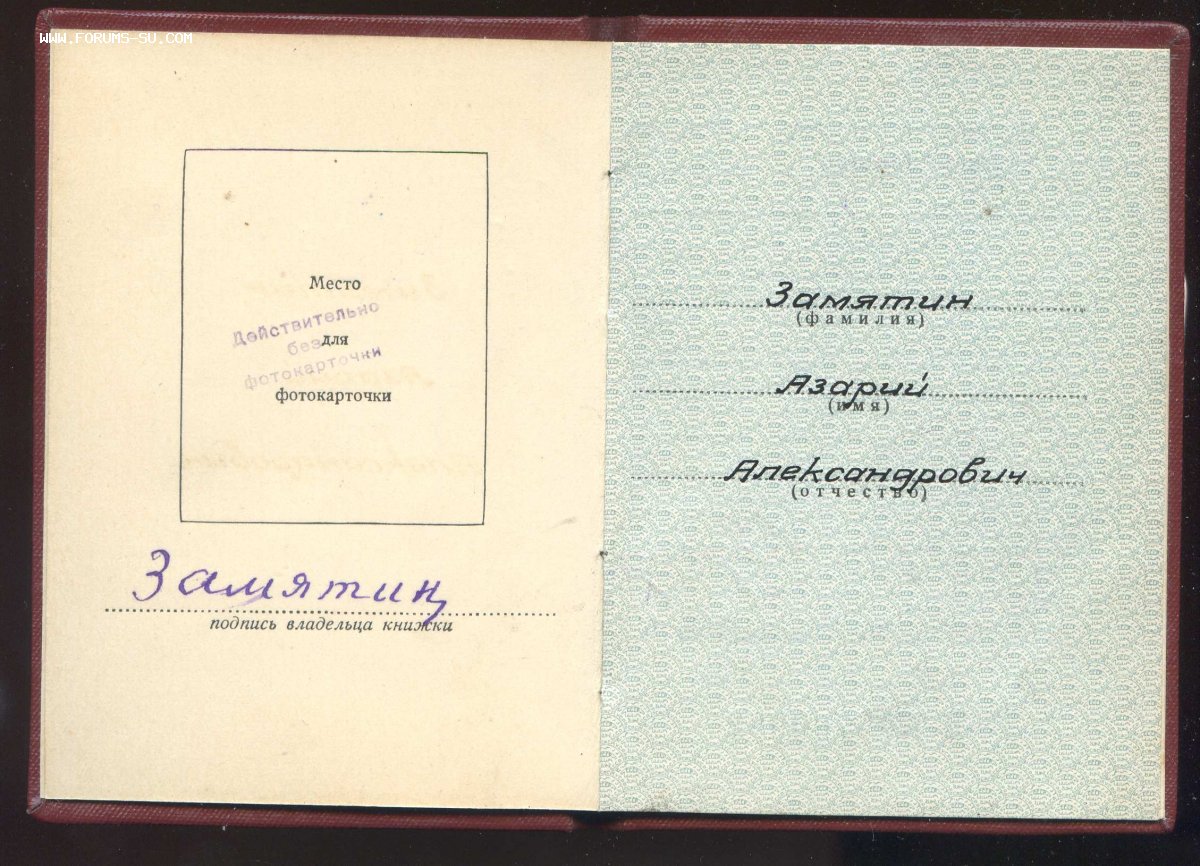 WWW.FORUMS-SU.COM
Место
Действительно
без
для
фотокарточки
фотокарточки
Замятин
подпись владельца книжки
Замятин
(фамилия)
Азарий
(имя)
Александрович
(отчество)